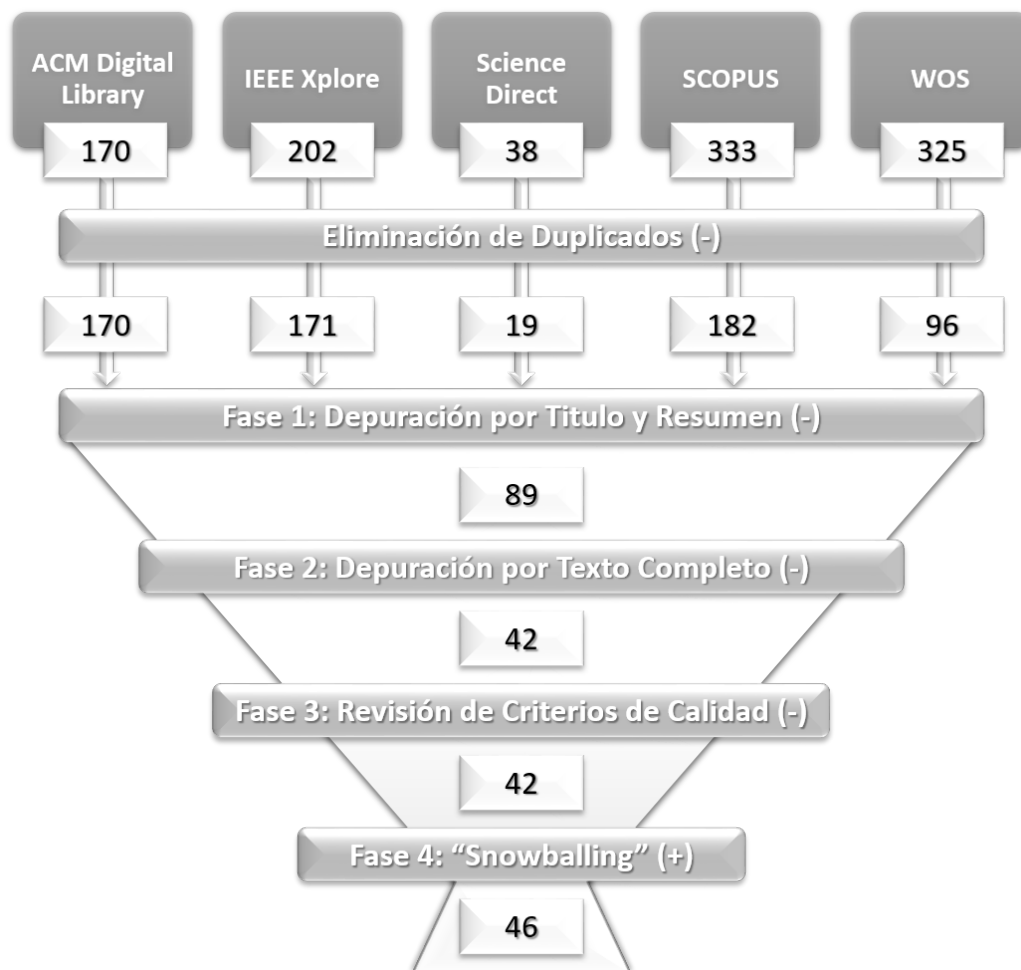 ACM Digital
Library
IEEE Xplore
Science
Direct
SCOPUS
WOS
170
202
38
333
325
Eliminación de Duplicados (-)
170
171
19
182
96
Fase 1: Depuración por Titulo y Resumen (-)
89
Fase 2: Depuración por Texto Completo (-)
42
Fase 3: Revisión de Criterios de Calidad (-)
42
Fase 4: “Snowballing” (+)
46